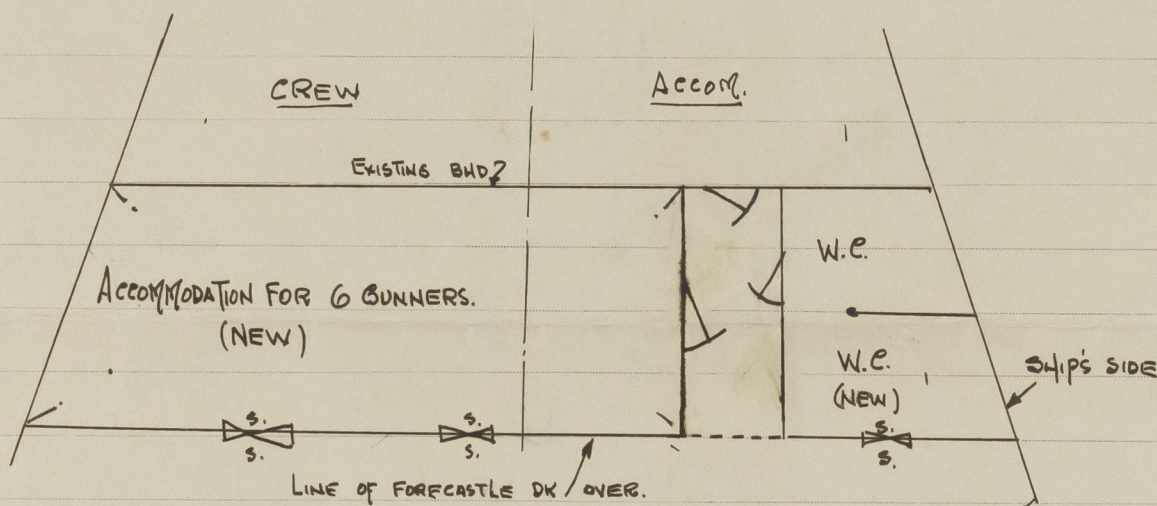 CREW
ACCOM.
EXISTING BHD
W.C.
ACCOMMODATION FOR 6 GUNNERS.
(NEW)
W.C.
(NEW)
SHIP'S SIDE
S.
S.
S.
S.
S.
S.
LINE OF FORECASTLE DK OVER.